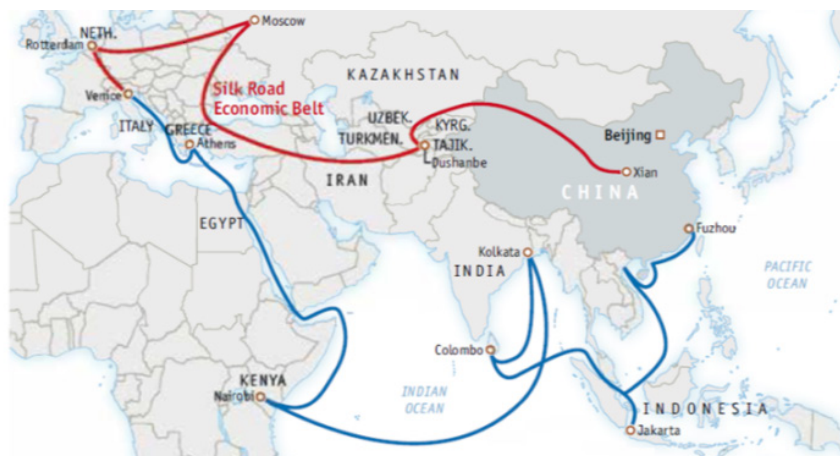 Moscow
NETH.
Rotterdam
KAZAKHSTAN
Venice
Silk Road
Economic Belt
UZBEK.
KYRG.
ITALY
GREECE
Athens
TURKMEN.
TAJIK.
Dushanbe
Beijing
Xian
IRAN
CHINA
EGYPT
Fuzhou
Kolkata
INDIA
PACIFIC
OCEAN
Colombo
KENYA
Nairobi
INDIAN
OCEAN
INDONESIA
Jakarta